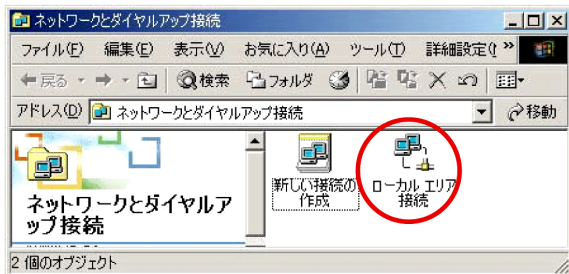 ネットワークとダイヤルアップ接続
ファイル(F) 編集(E) 表示(V) お気に入り(A) ツール(T) 詳細設定(
戻る 検索 フォルダ
アドレス(D) ネットワークとダイヤルアップ接続 移動
ネットワークとダイヤルア
ップ接続
新しい接続の
作成
ローカル エリア
接続
2 個のオブジェクト